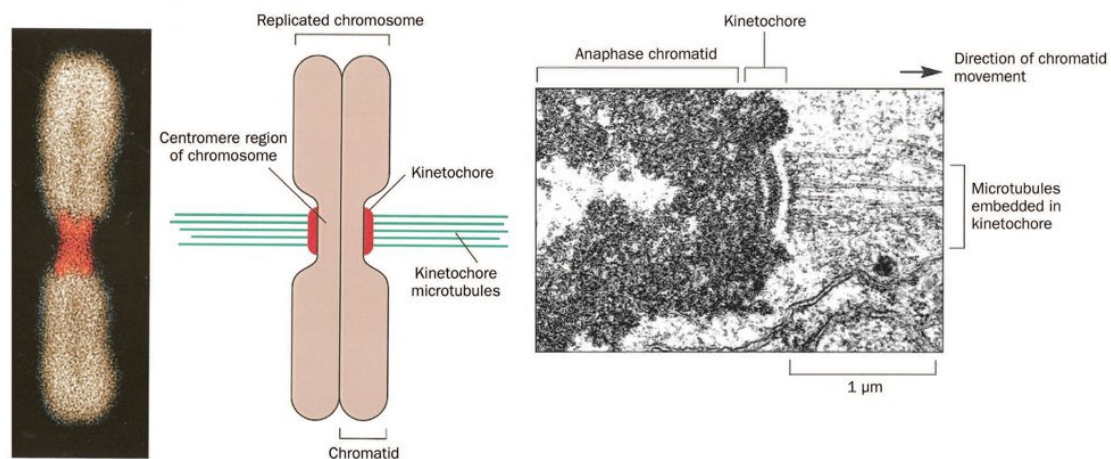 Replicated chromosome
Centromere region
of chromosome
Kinetochore
Kinetochore
microtubules
Chromatid
Kinetochore
Anaphase chromatid
Direction of chromatid
movement
Microtubules
embedded in
kinetochore
1 μm